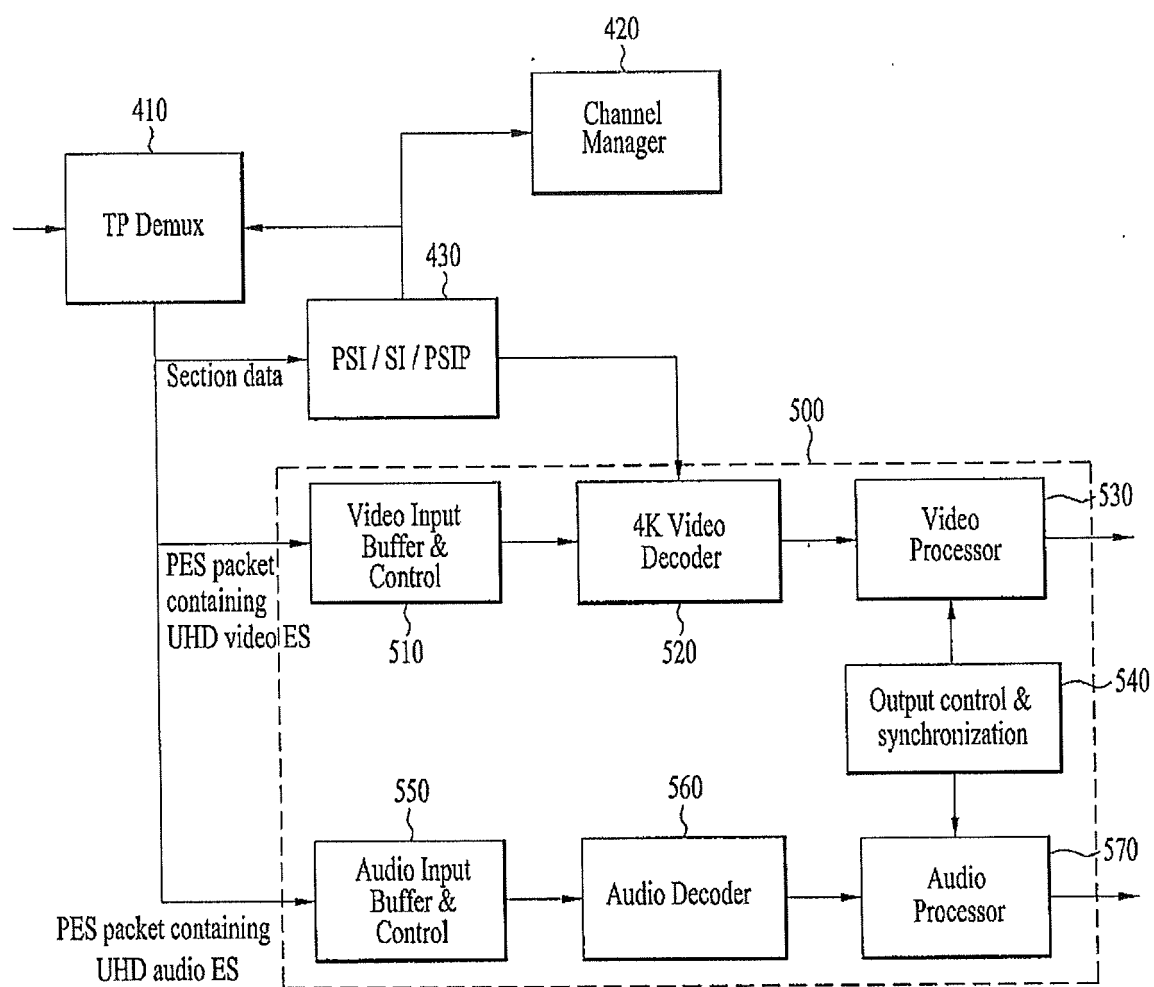 420
Channel
Manager
410
TP Demux
430
PSI / SI / PSIP
Section data
500
Video Input
Buffer &
Control
510
4K Video
Decoder
520
Video
Processor
530
PES packet
containing
UHD video ES
Output control &
synchronization
540
550
Audio Input
Buffer &
Control
560
Audio Decoder
Audio
Processor
570
PES packet containing
UHD audio ES